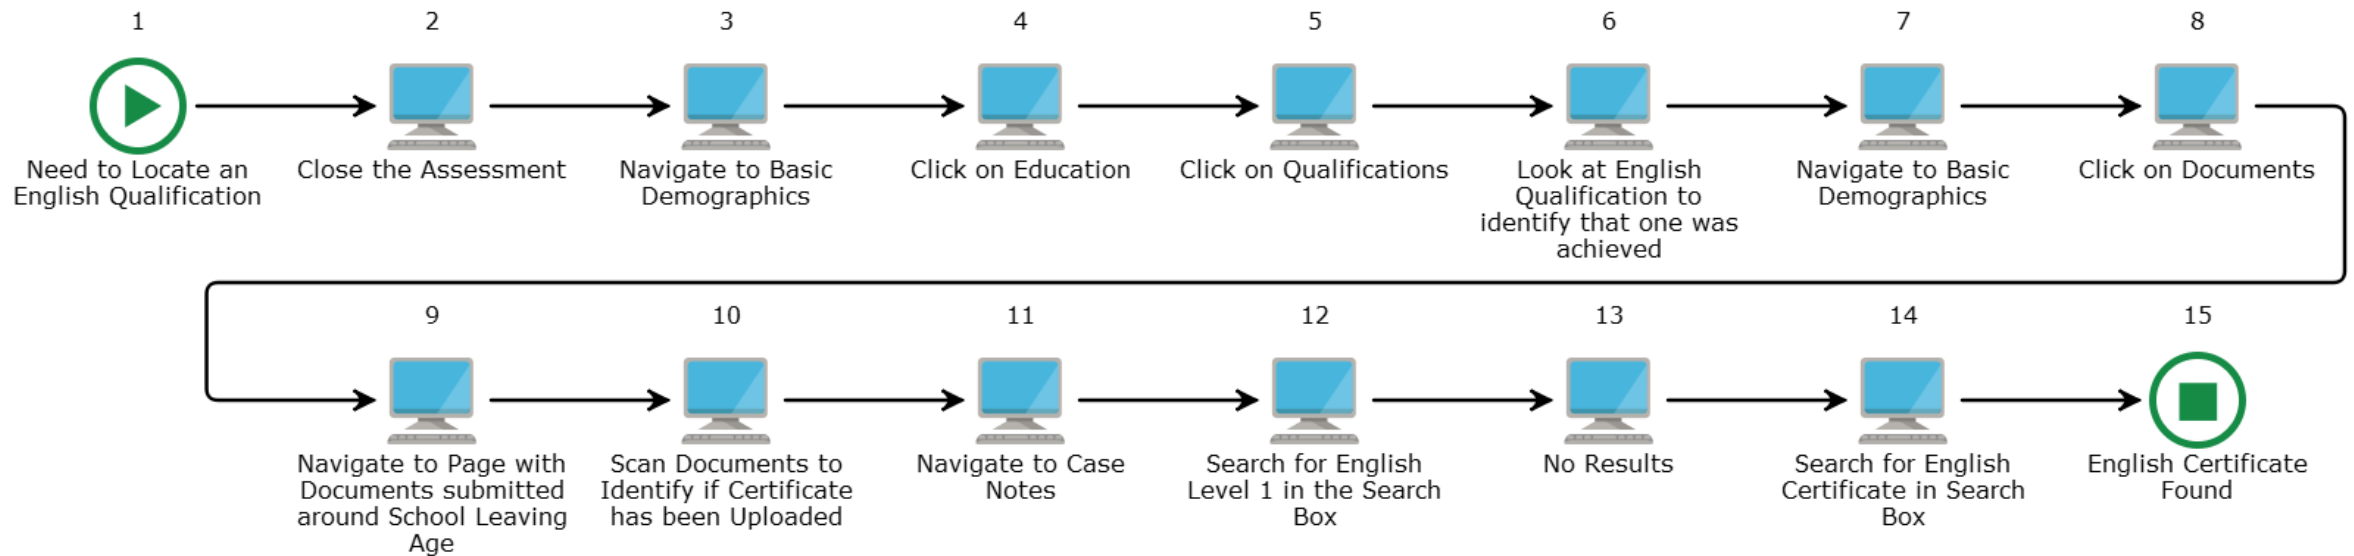 1
2
3
4
5
6
7
8
Need to Locate an
English Qualification
Close the Assessment
Navigate to Basic
Demographics
Click on Education
Click on Qualifications
Look at English
Qualification to
identify that one was
achieved
Navigate to Basic
Demographics
Click on Documents
9
10
11
12
13
14
15
Navigate to Page with
Documents submitted
around School Leaving
Age
Scan Documents to
Identify if Certificate
has been Uploaded
Navigate to Case
Notes
Search for English
Level 1 in the Search
Box
No Results
Search for English
Certificate in Search
Box
English Certificate
Found